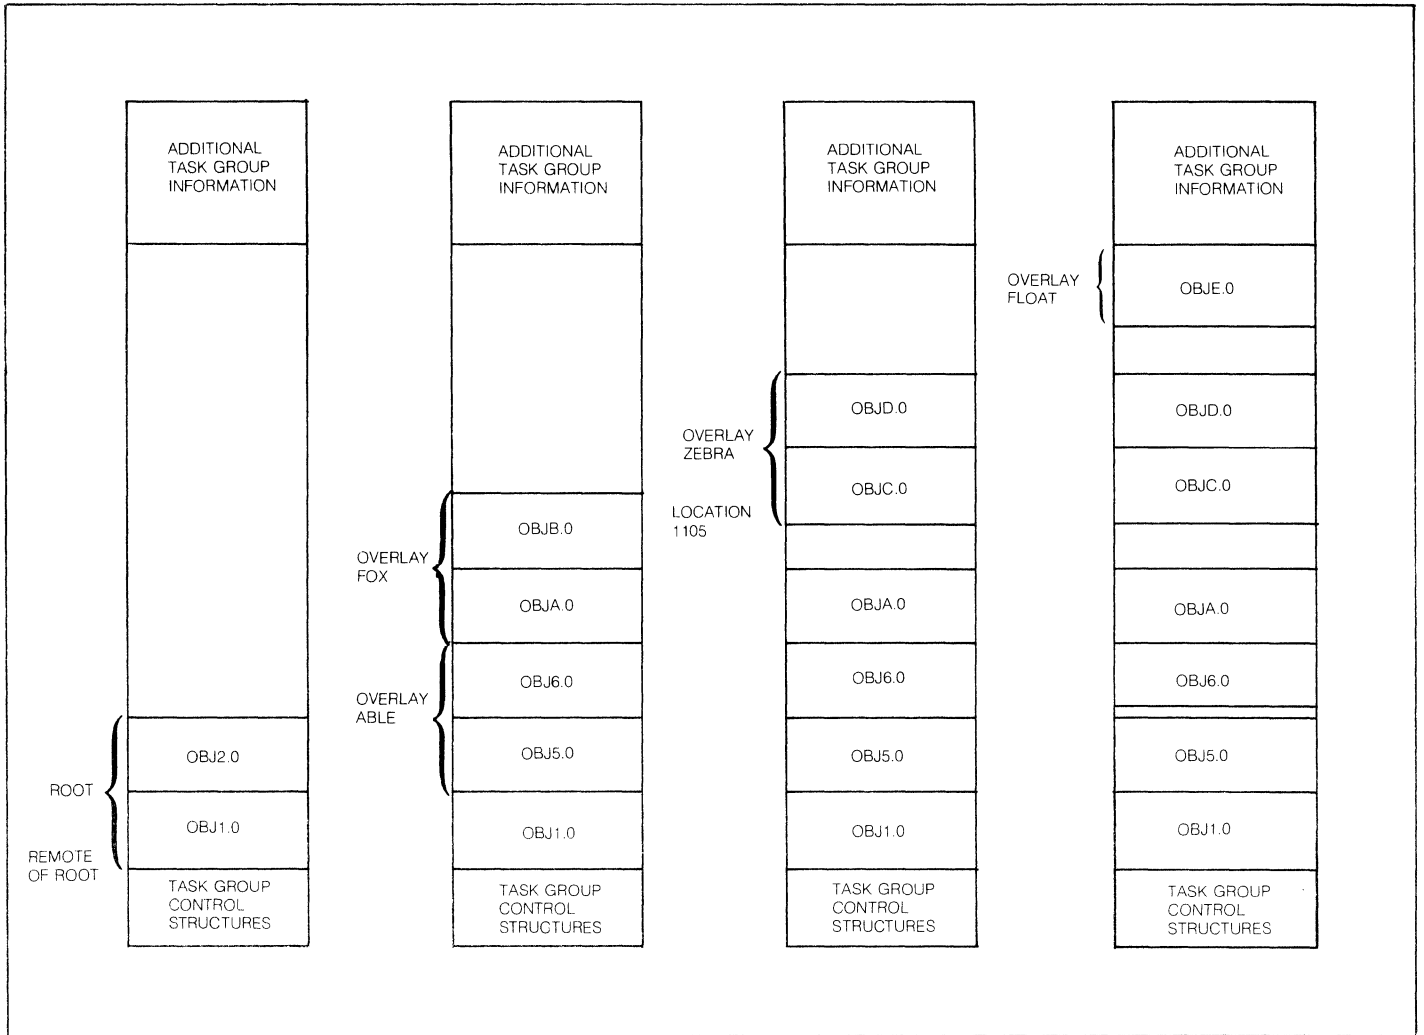 ADDITIONAL
TASK GROUP
INFORMATION
OBJ2.0
ROOT
OBJ1.0
REMOTE
OF ROOT
TASK GROUP
CONTROL
STRUCTURES
ADDITIONAL
TASK GROUP
INFORMATION
OBJB.0
OVERLAY
FOX
OBJA.0
OBJ6.0
OVERLAY
ABLE
OBJ5.0
OBJ1.0
TASK GROUP
CONTROL
STRUCTURES
ADDITIONAL
TASK GROUP
INFORMATION
OBJD.0
OVERLAY
ZEBRA
OBJC.0
LOCATION
1105
OBJA.0
OBJ6.0
OBJ5.0
OBJ1.0
TASK GROUP
CONTROL
STRUCTURES
ADDITIONAL
TASK GROUP
INFORMATION
OVERLAY
FLOAT
OBJE.0
OBJD.0
OBJC.0
OBJA.0
OBJ6.0
OBJ5.0
OBJ1.0
TASK GROUP
CONTROL
STRUCTURES